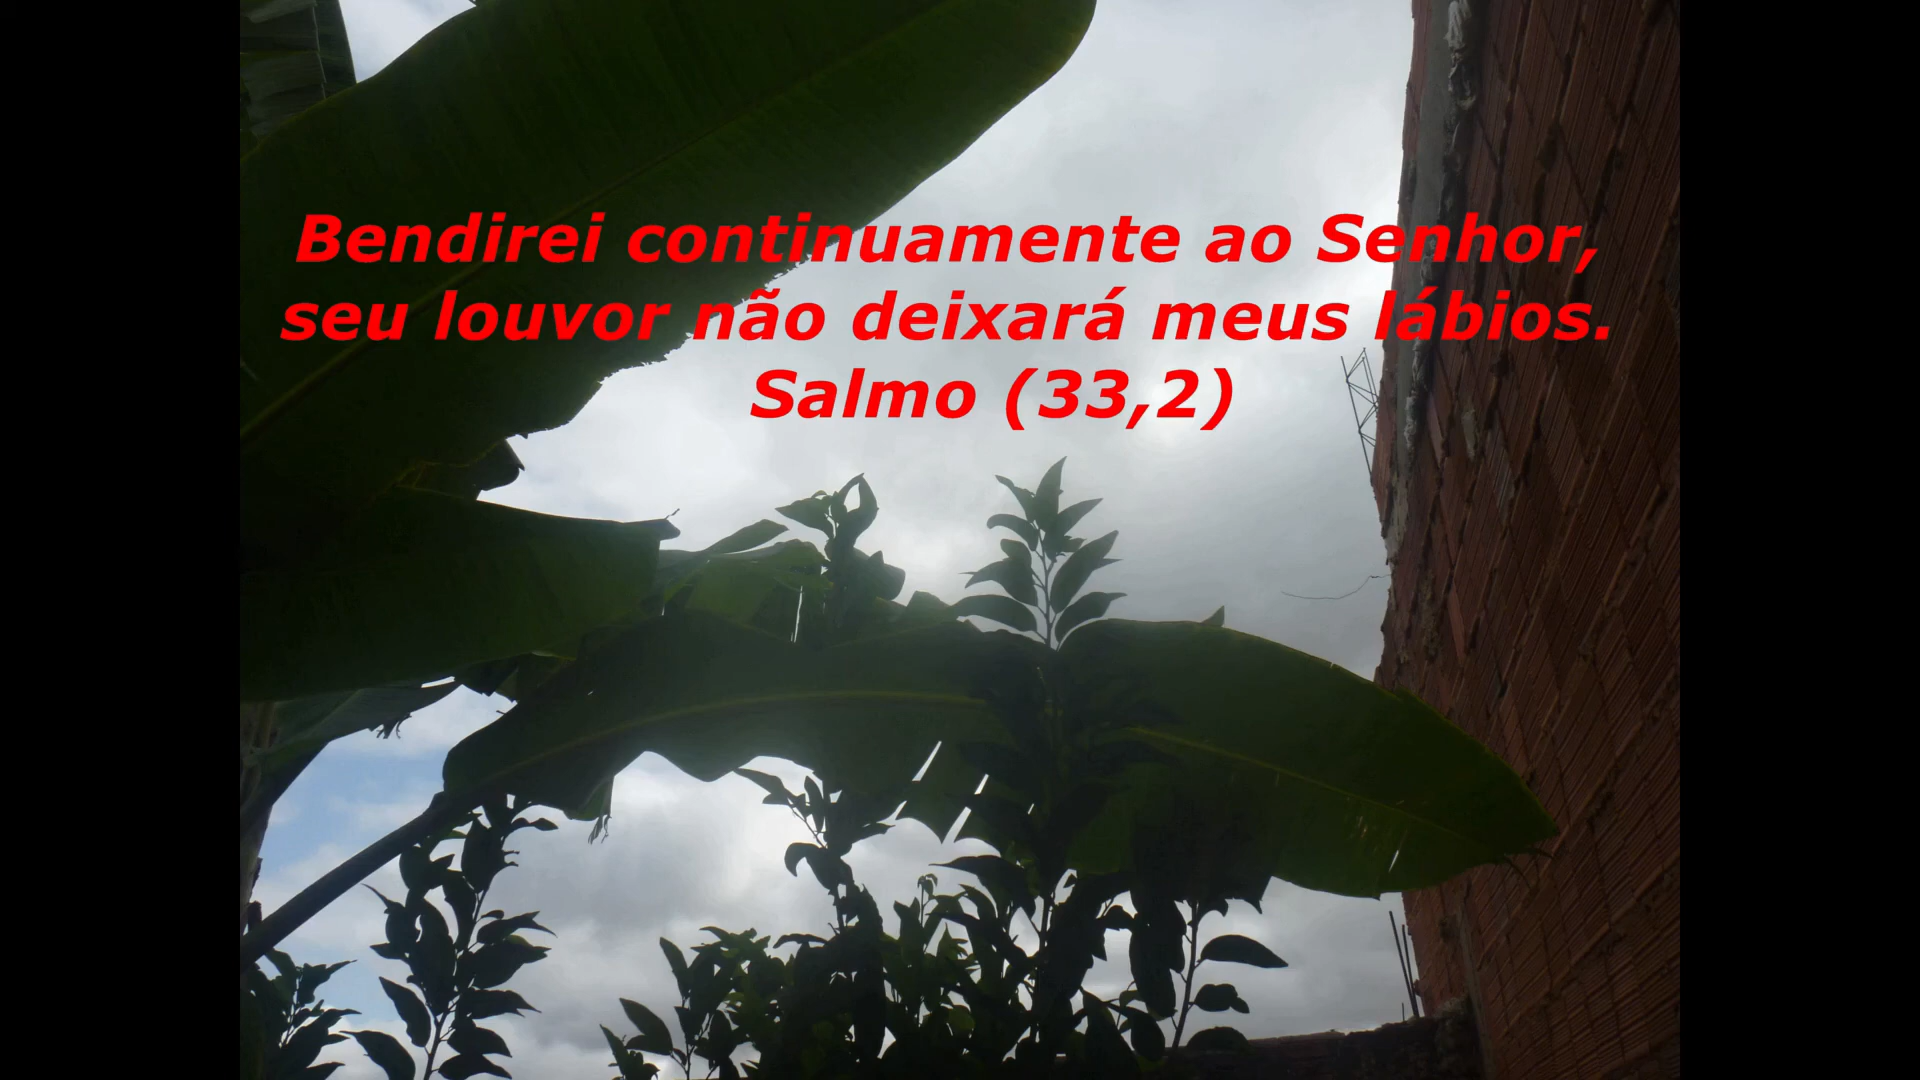 Bendirei continuamente ao Senhor,
seu louvor não deixará meus lábios.
Salmo (33,2)